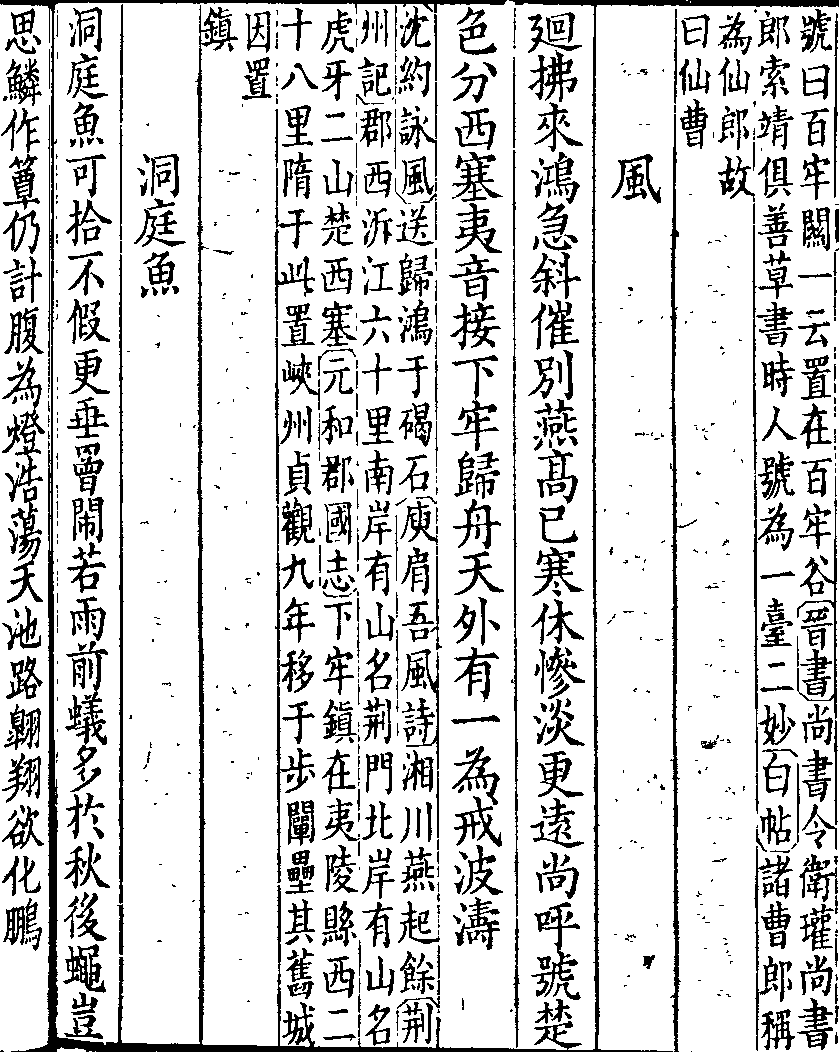 號曰百牢關一云置在百牢谷晉書尚書令衛瓘尚書
郎索靖俱善草書時人號為一臺二妙白帖諸曹郎稱
為仙郎故
曰仙曹
風
廻拂來鴻急斜催別燕髙已寒休慘淡更遠尚呼號楚
色分西塞夷音接下牢歸舟天外有一為戒波濤
沈約詠風送歸鴻于碣石庾肩吾風詩湘川燕起餘荆
州記郡西泝江六十里南岸有山名荆門北岸有山名
虎牙二山楚西塞元和郡國志下牢鎮在夷陵縣西二
十八里隋于此置峽州貞觀九年移于步闡壘其舊城
因置
鎮
洞庭魚
洞庭魚可拾不假更垂罾閙若雨前蟻多於秋後蠅豈
思鱗作簟仍計腹為燈浩蕩天池路翺翔欲化鵬